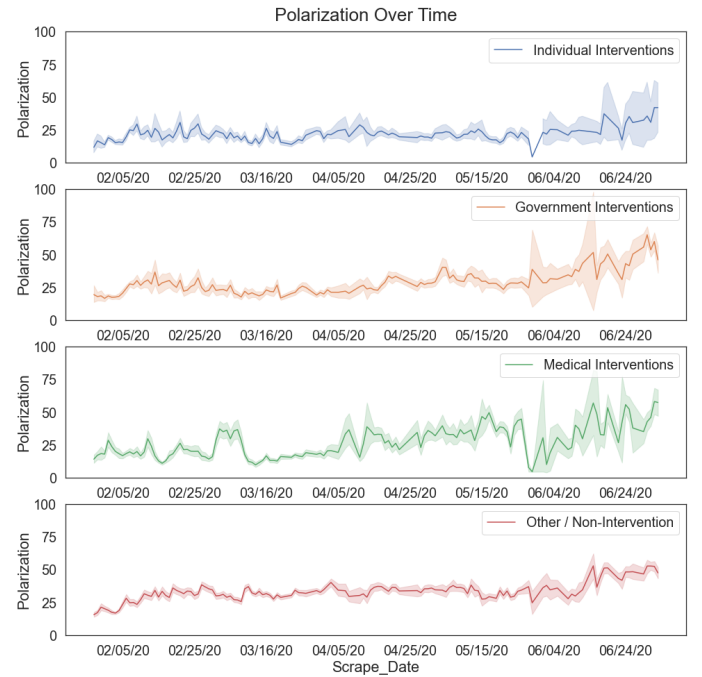 Polarization Over Time
100
75
50
25
0
Polarization
Individual Interventions
02/05/20 02/25/20 03/16/20 04/05/20 04/25/20 05/15/20 06/04/20 06/24/20
100
75
50
25
0
Polarization
Government Interventions
02/05/20 02/25/20 03/16/20 04/05/20 04/25/20 05/15/20 06/04/20 06/24/20
100
75
50
25
0
Polarization
Medical Interventions
02/05/20 02/25/20 03/16/20 04/05/20 04/25/20 05/15/20 06/04/20 06/24/20
100
75
50
25
0
Polarization
Other / Non-Intervention
02/05/20 02/25/20 03/16/20 04/05/20 04/25/20 05/15/20 06/04/20 06/24/20
Scrape_Date